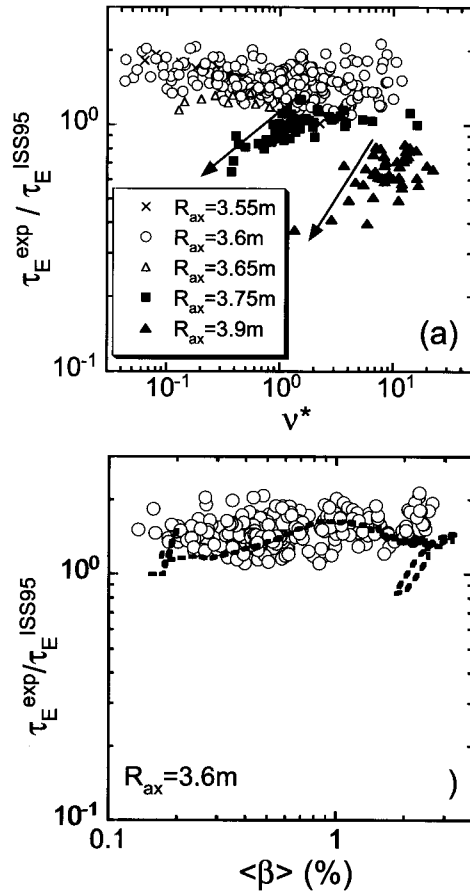 τ_E^exp / τ_E^ISS95
10^0
10^-1
× R_ax=3.55m
○ R_ax=3.6m
△ R_ax=3.65m
■ R_ax=3.75m
▲ R_ax=3.9m
(a)
10^-1 10^0 10^1
ν*
τ_E^exp/τ_E^ISS95
10^0
10^-1
R_ax=3.6m
)
0.1 1
<β> (%)